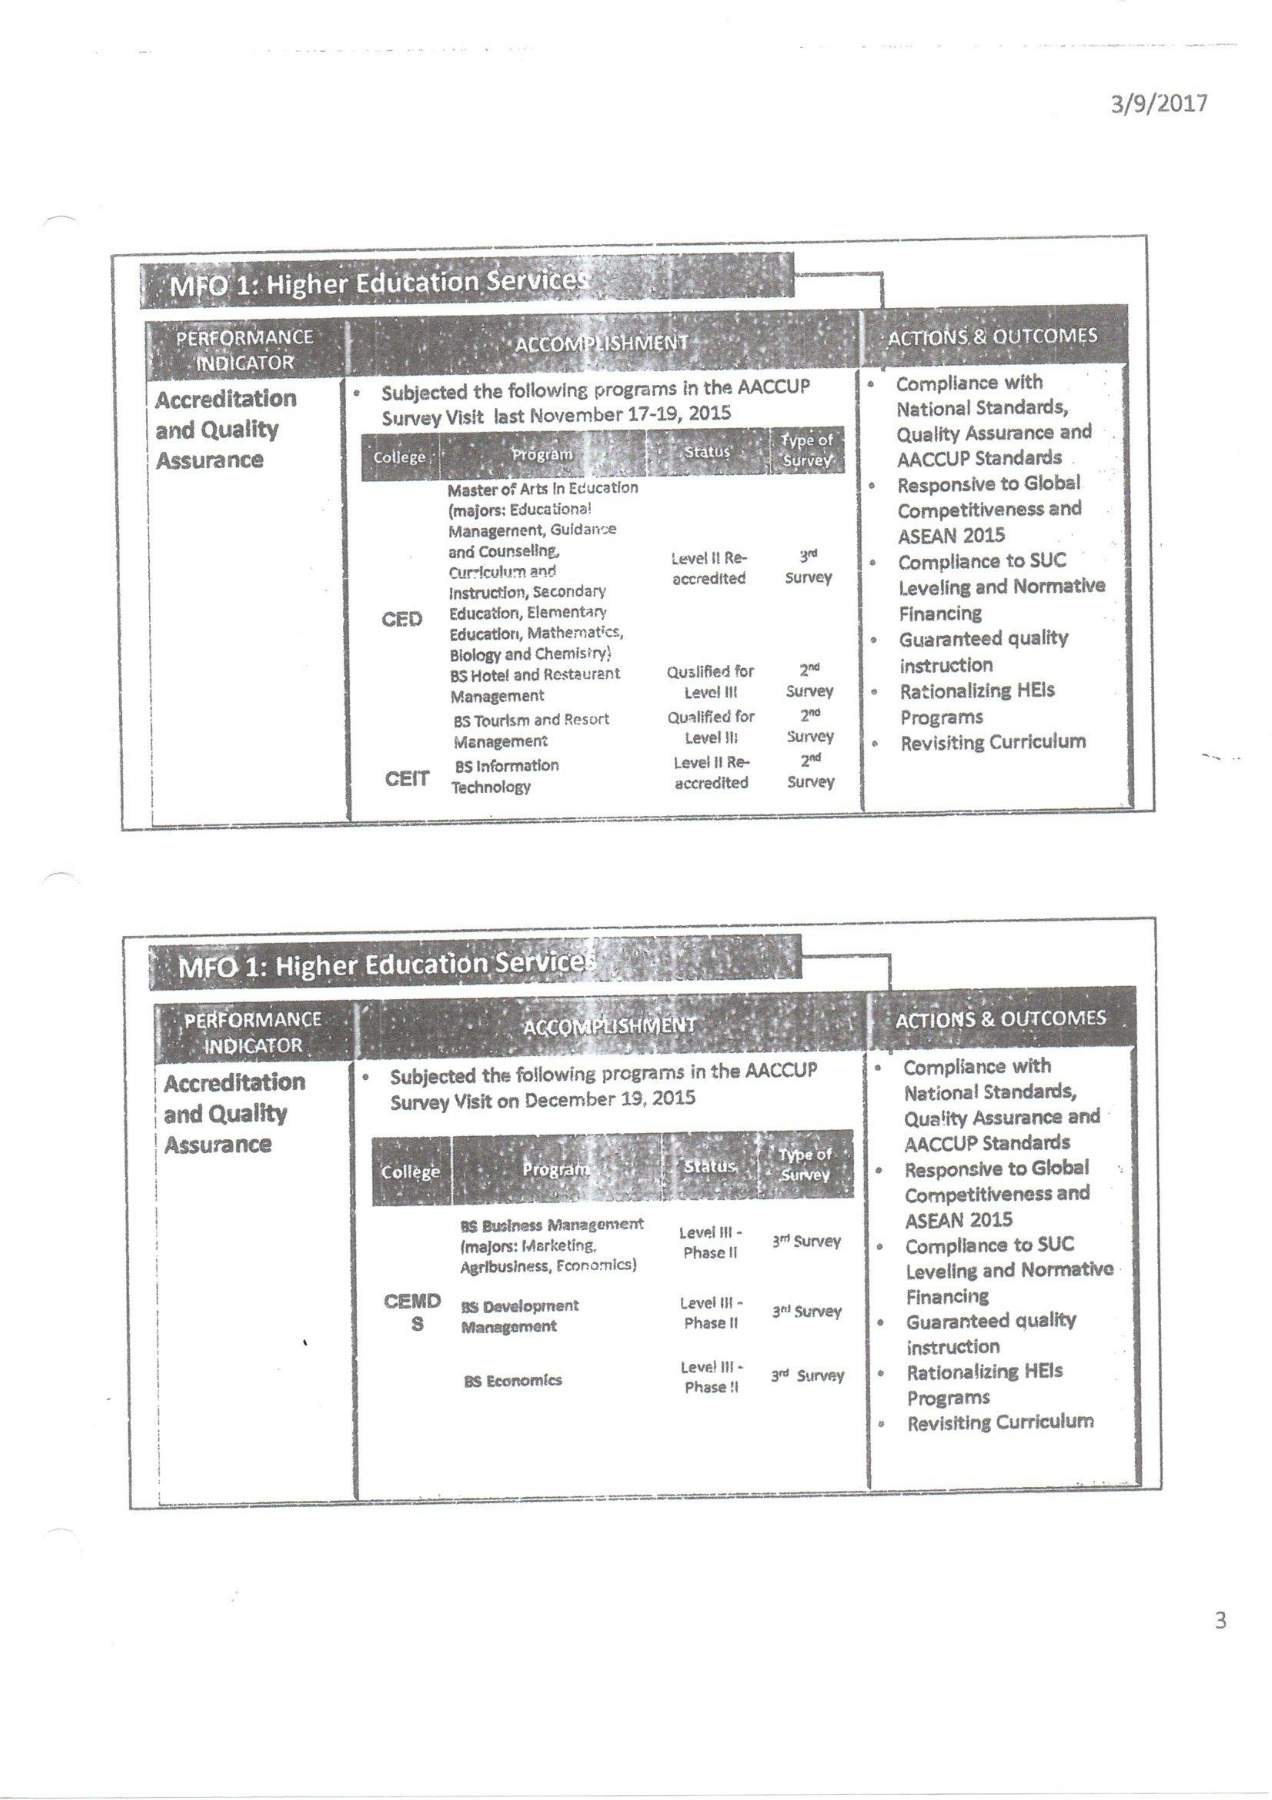 3/9/2017
MFO 1: Higher Education Services
PERFORMANCE
INDICATOR
ACCOMPLISHMENT
ACTIONS & OUTCOMES
Accreditation
and Quality
Assurance
• Subjected the following programs in the AACCUP
Survey Visit last November 17-19, 2015
College
Program
Status
Type of
Survey
CED
Master of Arts in Education
(majors: Educational
Management, Guidance
and Counseling,
Curriculum and
Instruction, Secondary
Education, Elementary
Education, Mathematics,
Biology and Chemistry)
Level II Re-
accredited
3rd
Survey
BS Hotel and Restaurant
Management
Qualified for
Level III
2nd
Survey
BS Tourism and Resort
Management
Qualified for
Level III
2nd
Survey
CEIT
BS Information
Technology
Level II Re-
accredited
2nd
Survey
• Compliance with
National Standards,
Quality Assurance and
AACCUP Standards
• Responsive to Global
Competitiveness and
ASEAN 2015
• Compliance to SUC
Leveling and Normative
Financing
• Guaranteed quality
instruction
• Rationalizing HEIs
Programs
• Revisiting Curriculum
MFO 1: Higher Education Services
PERFORMANCE
INDICATOR
ACCOMPLISHMENT
ACTIONS & OUTCOMES
Accreditation
and Quality
Assurance
• Subjected the following programs in the AACCUP
Survey Visit on December 19, 2015
College
Program
Status
Type of
Survey
CEMD
S
BS Business Management
(majors: Marketing,
Agribusiness, Economics)
Level III -
Phase II
3rd Survey
BS Development
Management
Level III -
Phase II
3rd Survey
BS Economics
Level III -
Phase II
3rd Survey
• Compliance with
National Standards,
Quality Assurance and
AACCUP Standards
• Responsive to Global
Competitiveness and
ASEAN 2015
• Compliance to SUC
Leveling and Normative
Financing
• Guaranteed quality
instruction
• Rationalizing HEIs
Programs
• Revisiting Curriculum
3